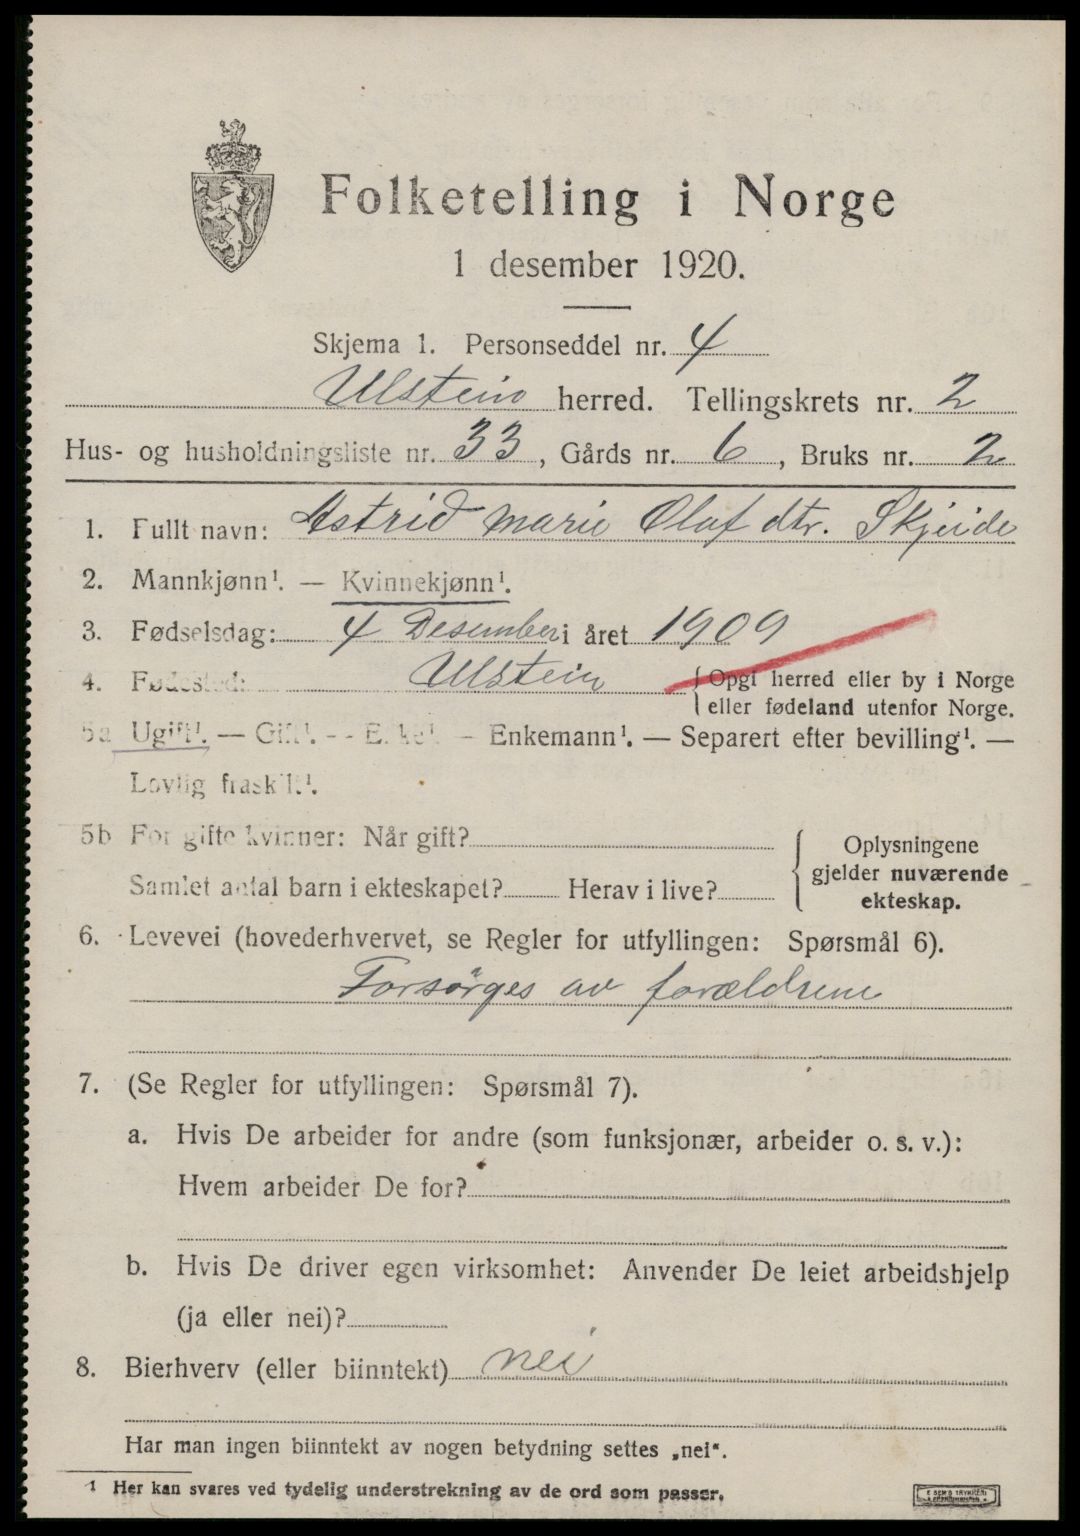 Folketelling i Norge
1 desember 1920.
Skjema 1. Personseddel nr. 4
Ulstein herred. Tellingskrets nr. 2
Hus- og husholdningsliste nr. 33, Gårds nr. 6, Bruks nr. 2
1. Fullt navn: Astrid Marie Olaf dtr. Skjeide
2. Mannkjønn¹. — Kvinnekjønn¹.
3. Fødselsdag: 4 Desember i året 1909
4. Fødested: Ulstein { Opgi herred eller by i Norge
eller fødeland utenfor Norge.
5a Ugift¹. — Gift¹. — Enke¹. — Enkemann¹. — Separert efter bevilling¹. —
Lovlig fraskilt¹.
5b For gifte kvinner: Når gift?
Samlet antal barn i ekteskapet? Herav i live?
Oplysningene
gjelder nuværende
ekteskap.
6. Levevei (hovederhvervet, se Regler for utfyllingen: Spørsmål 6).
Forsørges av forældrene
7. (Se Regler for utfyllingen: Spørsmål 7).
a. Hvis De arbeider for andre (som funksjonær, arbeider o. s. v.):
Hvem arbeider De for?
b. Hvis De driver egen virksomhet: Anvender De leiet arbeidshjelp
(ja eller nei)?
8. Bierhverv (eller biinntekt) nei
Har man ingen biinntekt av nogen betydning settes „nei“.
¹ Her kan svares ved tydelig understrekning av de ord som passer.